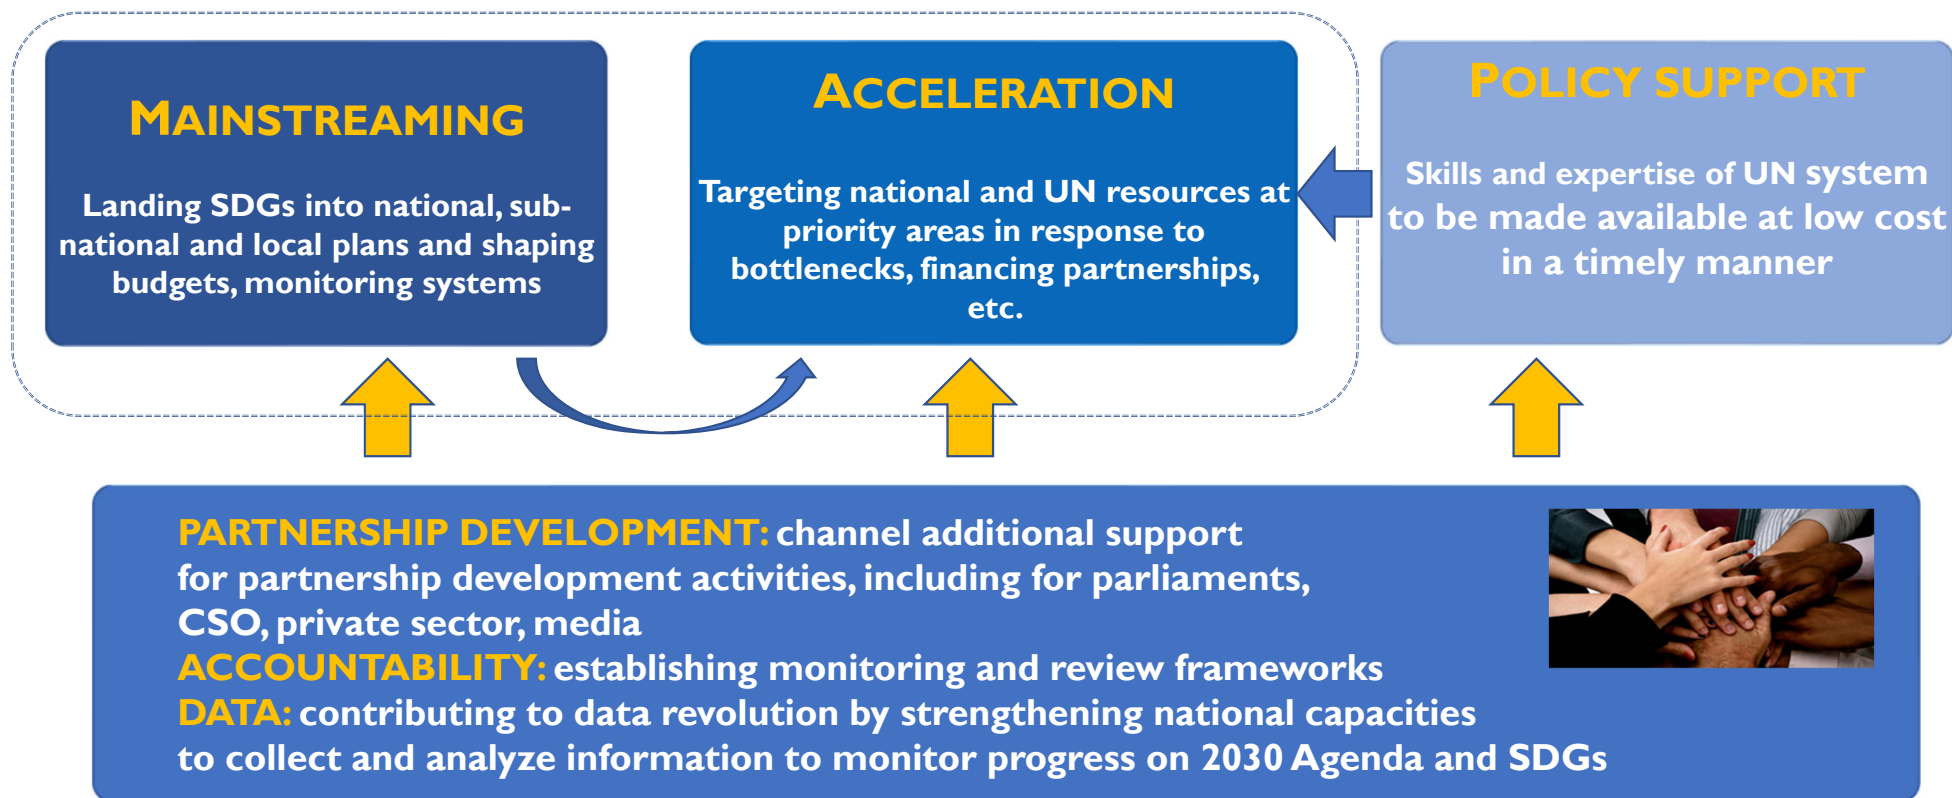 MAINSTREAMING
Landing SDGs into national, sub-
national and local plans and shaping
budgets, monitoring systems
ACCELERATION
Targeting national and UN resources at
priority areas in response to
bottlenecks, financing partnerships,
etc.
POLICY SUPPORT
Skills and expertise of UN system
to be made available at low cost
in a timely manner
PARTNERSHIP DEVELOPMENT: channel additional support
for partnership development activities, including for parliaments,
CSO, private sector, media
ACCOUNTABILITY: establishing monitoring and review frameworks
DATA: contributing to data revolution by strengthening national capacities
to collect and analyze information to monitor progress on 2030 Agenda and SDGs